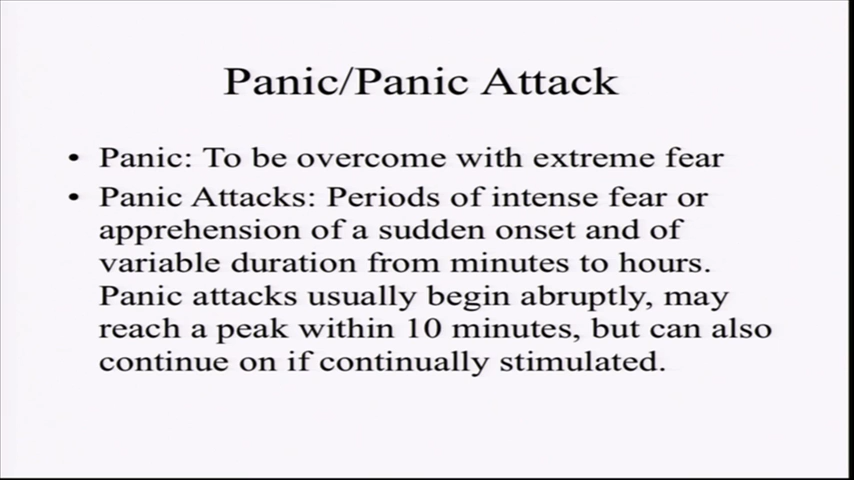 Panic/Panic Attack
• Panic: To be overcome with extreme fear
• Panic Attacks: Periods of intense fear or
apprehension of a sudden onset and of
variable duration from minutes to hours.
Panic attacks usually begin abruptly, may
reach a peak within 10 minutes, but can also
continue on if continually stimulated.